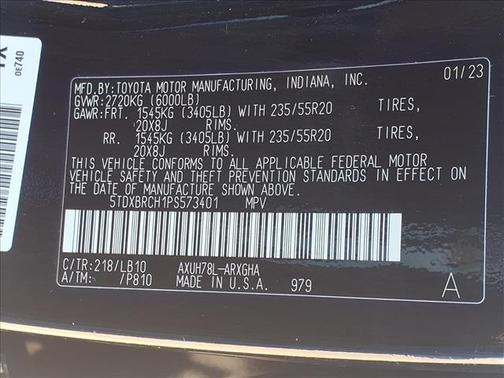 1X
0E740
MFD.BY:TOYOTA MOTOR MANUFACTURING, INDIANA, INC. 01/23
GVWR:2720KG (6000LB)
GAWR:FRT. 1545KG (3405LB) WITH 235/55R20 TIRES,
20X8J RIMS.
RR. 1545KG (3405LB) WITH 235/55R20 TIRES,
20X8J RIMS.
THIS VEHICLE CONFORMS TO ALL APPLICABLE FEDERAL MOTOR
VEHICLE SAFETY AND THEFT PREVENTION STANDARDS IN EFFECT ON
THE DATE OF MANUFACTURE SHOWN ABOVE.
5TDXBRCH1PS573401 MPV
C/TR:218/LB10 AXUH78L-ARXGHA
A/TM: /P810 MADE IN U.S.A. 979 A